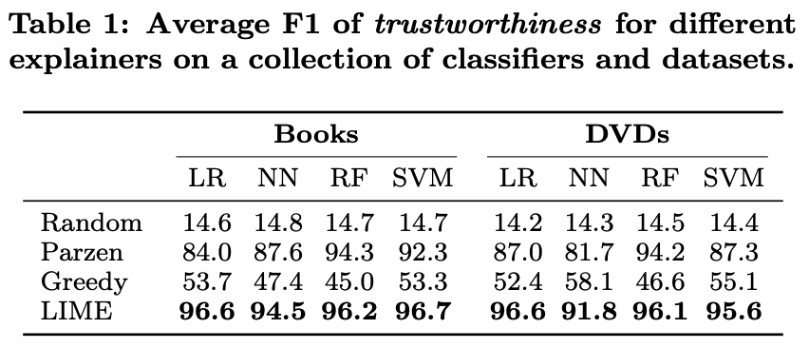 Table 1: Average F1 of trustworthiness for different
explainers on a collection of classifiers and datasets.
Books DVDs
LR NN RF SVM LR NN RF SVM
Random 14.6 14.8 14.7 14.7 14.2 14.3 14.5 14.4
Parzen 84.0 87.6 94.3 92.3 87.0 81.7 94.2 87.3
Greedy 53.7 47.4 45.0 53.3 52.4 58.1 46.6 55.1
LIME 96.6 94.5 96.2 96.7 96.6 91.8 96.1 95.6